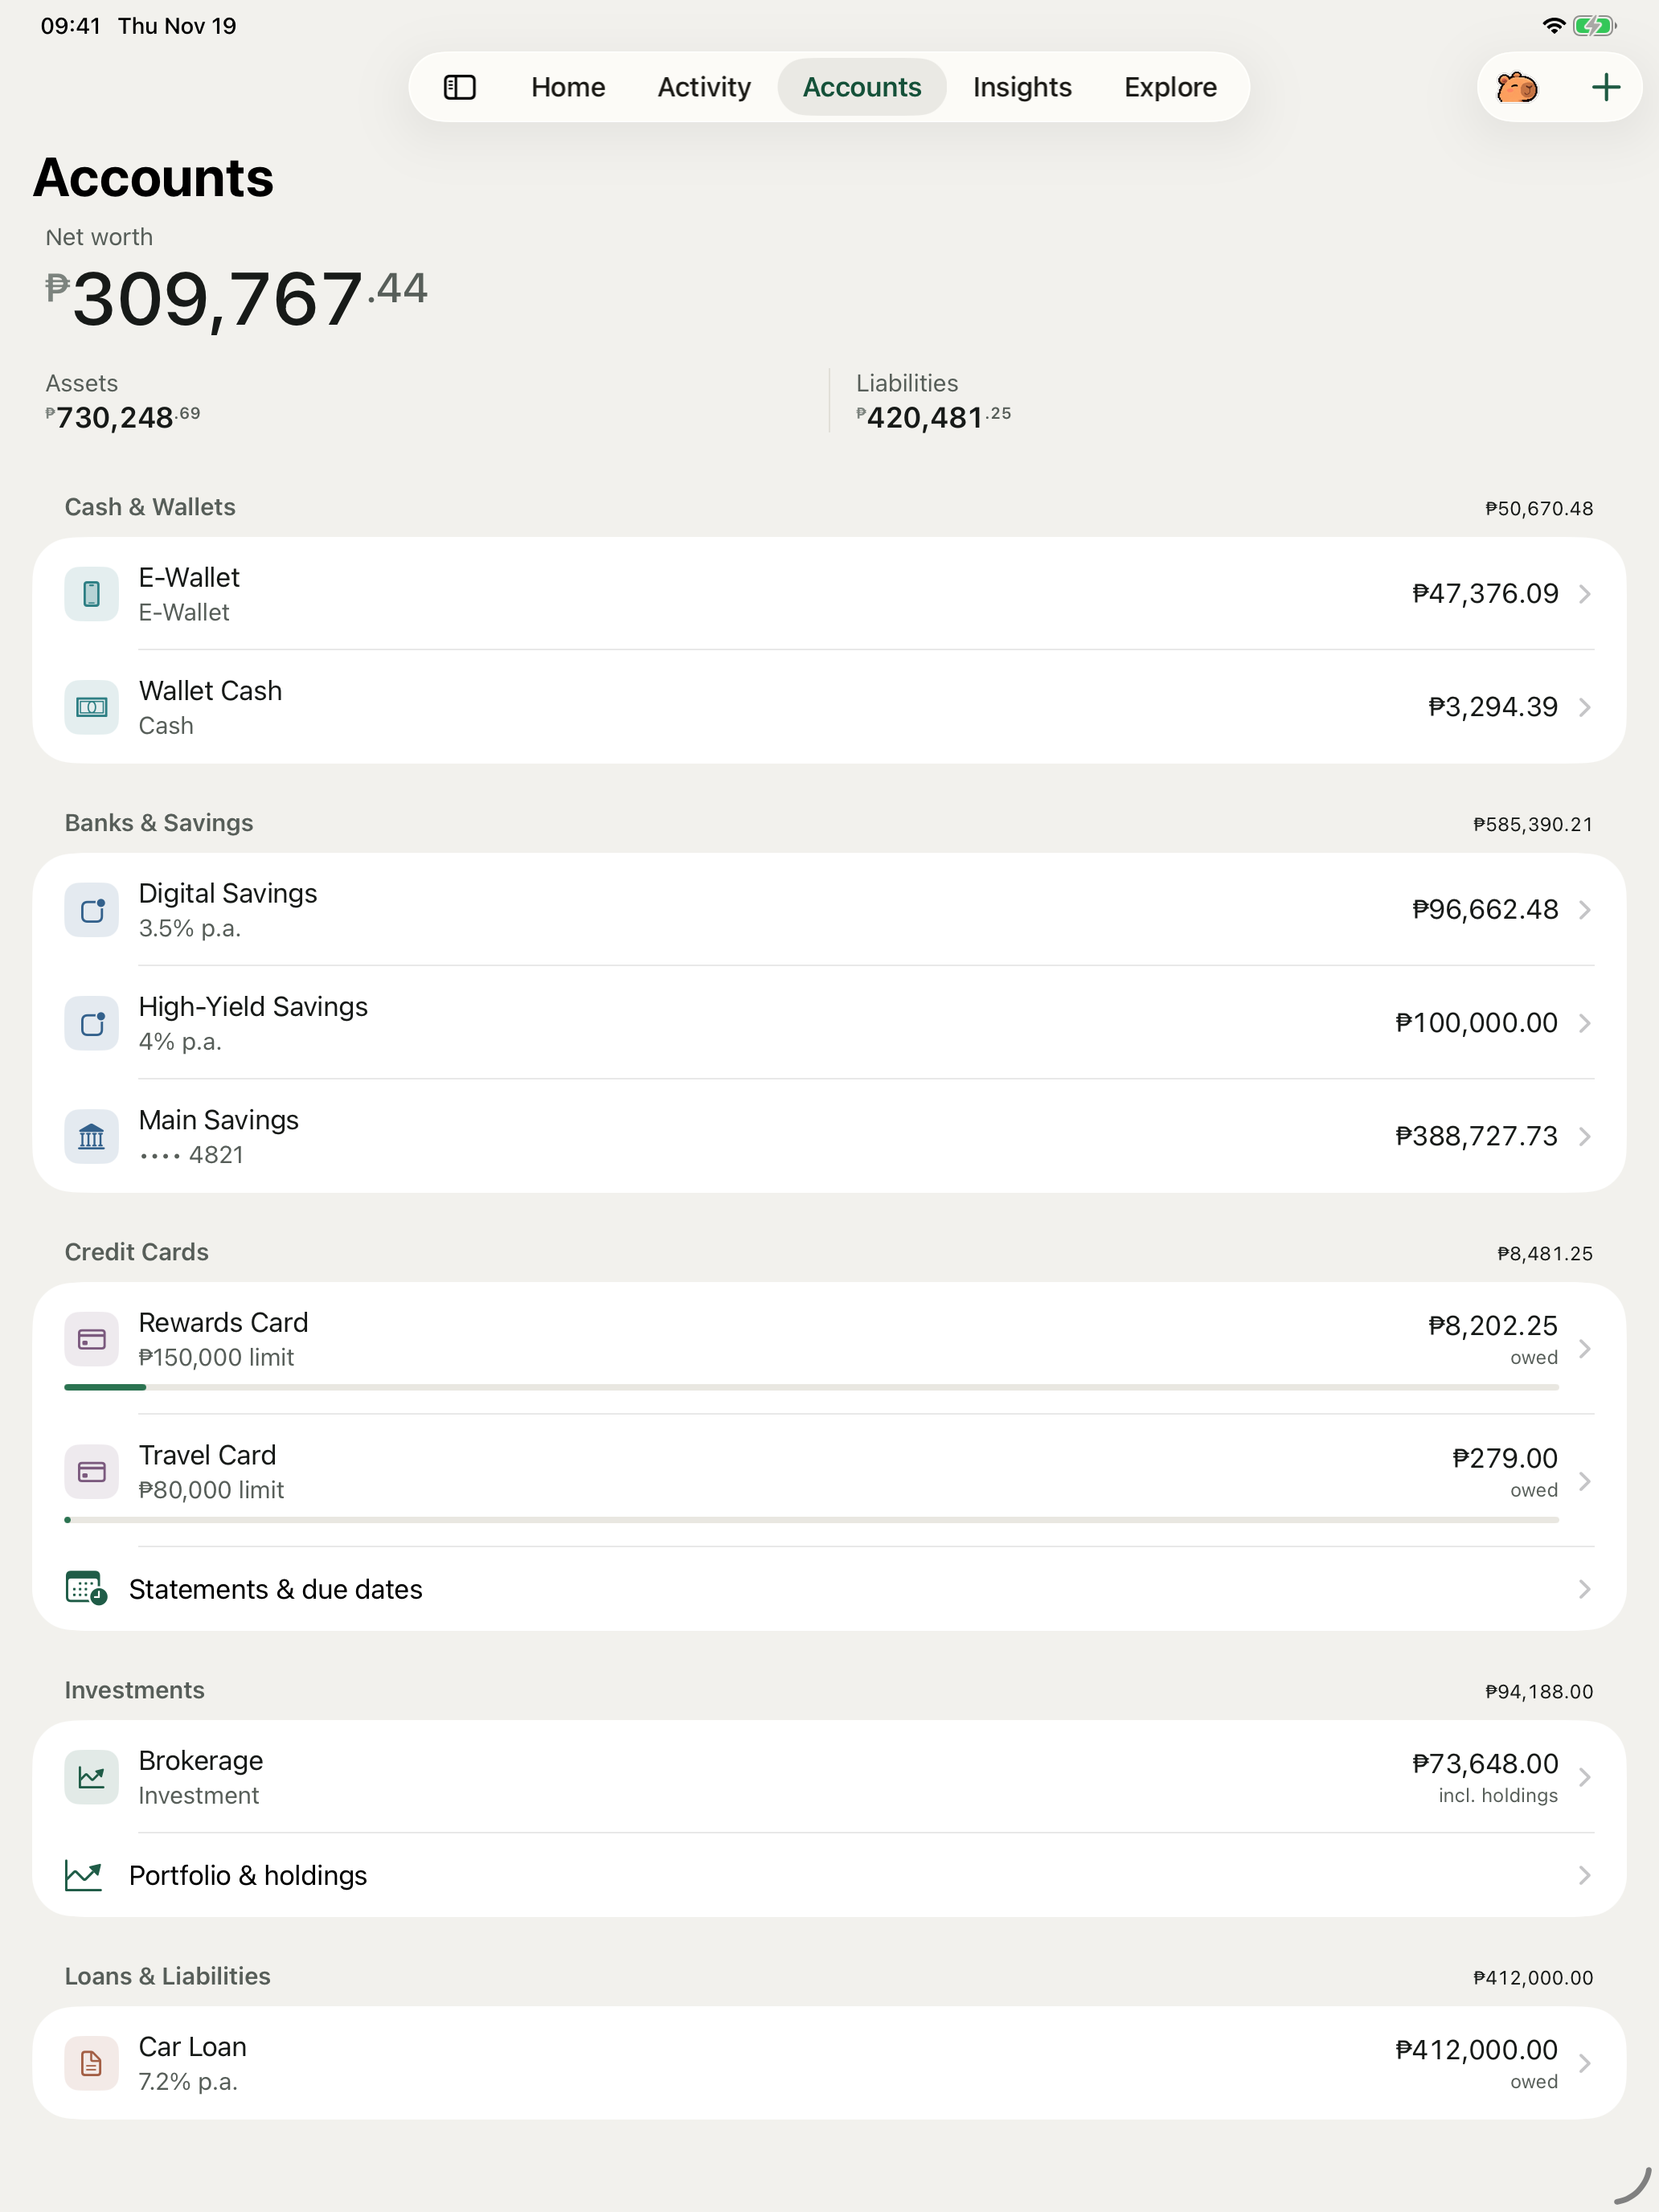 09:41 Thu Nov 19
Home Activity Accounts Insights Explore
Accounts
Net worth
₱309,767.44
Assets
₱730,248.69
Liabilities
₱420,481.25
Cash & Wallets ₱50,670.48
E-Wallet
E-Wallet
₱47,376.09
Wallet Cash
Cash
₱3,294.39
Banks & Savings ₱585,390.21
Digital Savings
3.5% p.a.
₱96,662.48
High-Yield Savings
4% p.a.
₱100,000.00
Main Savings
•••• 4821
₱388,727.73
Credit Cards ₱8,481.25
Rewards Card
₱150,000 limit
₱8,202.25
owed
Travel Card
₱80,000 limit
₱279.00
owed
Statements & due dates
Investments ₱94,188.00
Brokerage
Investment
₱73,648.00
incl. holdings
Portfolio & holdings
Loans & Liabilities ₱412,000.00
Car Loan
7.2% p.a.
₱412,000.00
owed